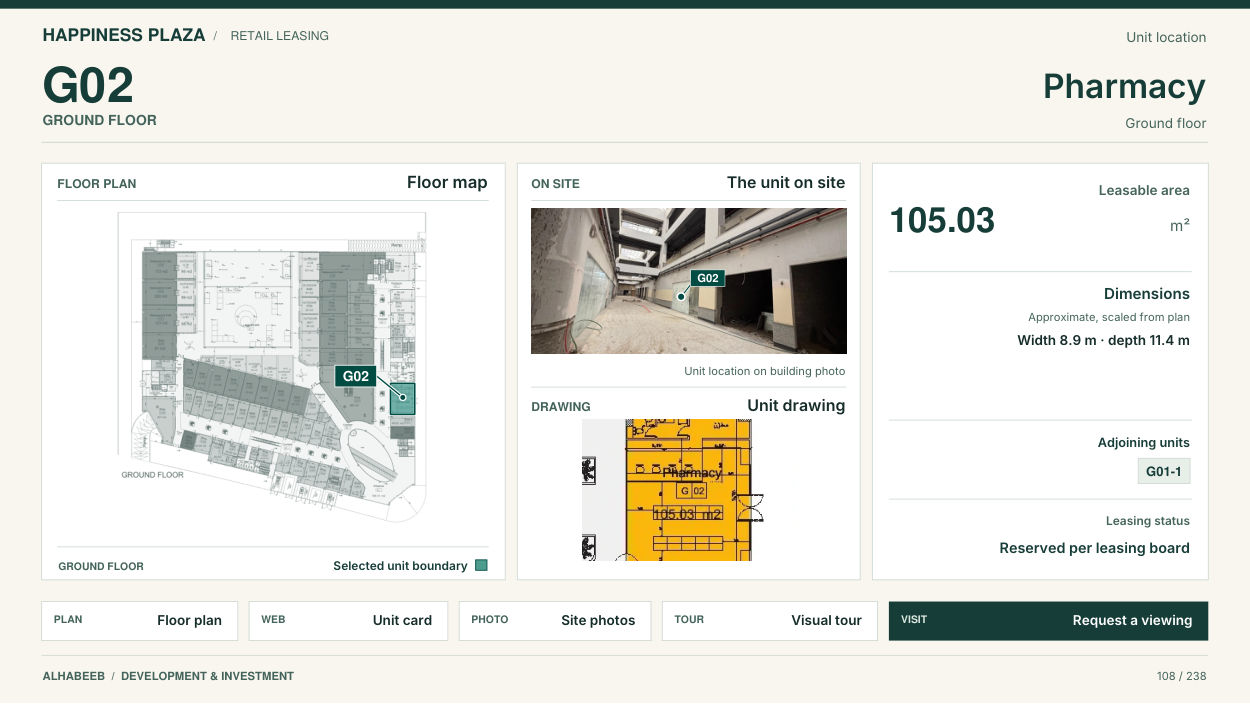 HAPPINESS PLAZA / RETAIL LEASING
Unit location
G02
Pharmacy
GROUND FLOOR
Ground floor
FLOOR PLAN
Floor map
G02
GROUND FLOOR
GROUND FLOOR
Selected unit boundary
ON SITE
The unit on site
G02
Unit location on building photo
DRAWING
Unit drawing
Pharmacy
G 02
105.03 m2
Leasable area
105.03 m²
Dimensions
Approximate, scaled from plan
Width 8.9 m · depth 11.4 m
Adjoining units
G01-1
Leasing status
Reserved per leasing board
PLAN Floor plan
WEB Unit card
PHOTO Site photos
TOUR Visual tour
VISIT Request a viewing
ALHABEEB / DEVELOPMENT & INVESTMENT
108 / 238